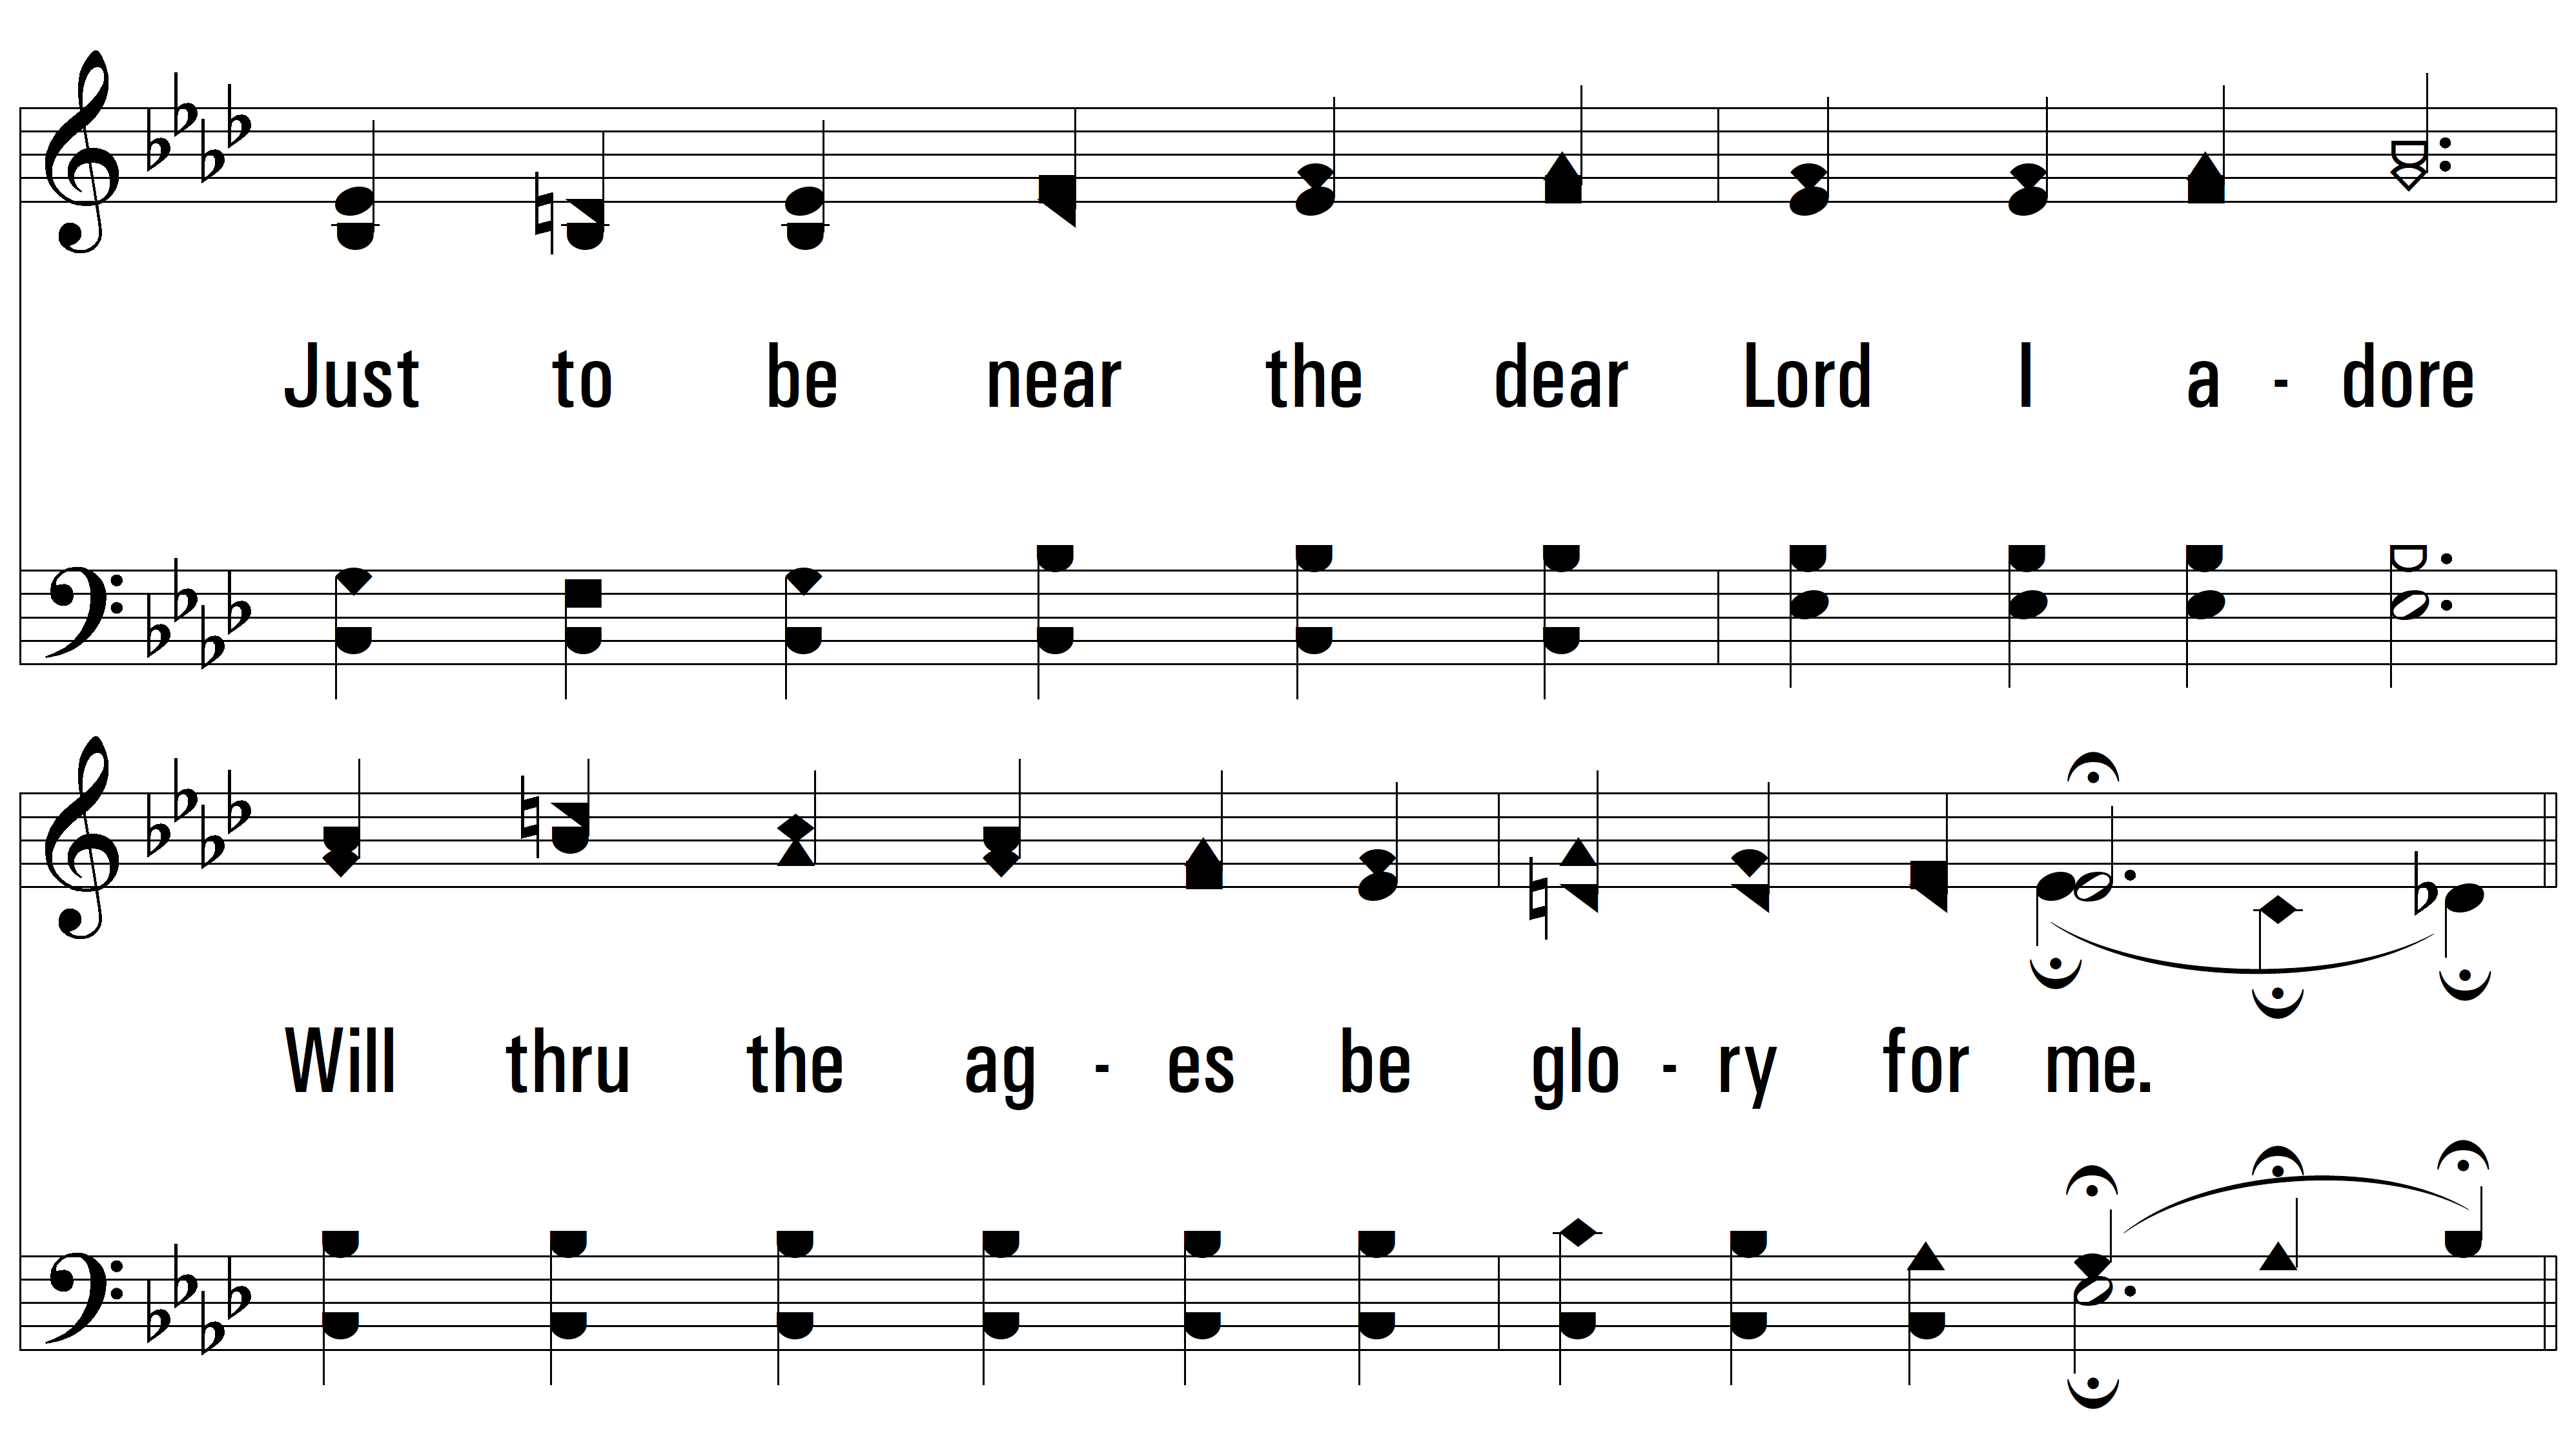 Just to be near the dear Lord I a - dore
Will thru the ag - es be glo - ry for me.